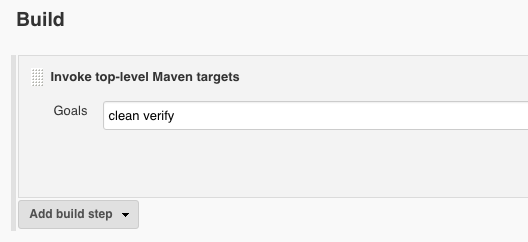 Build
Invoke top-level Maven targets
Goals
clean verify
Add build step